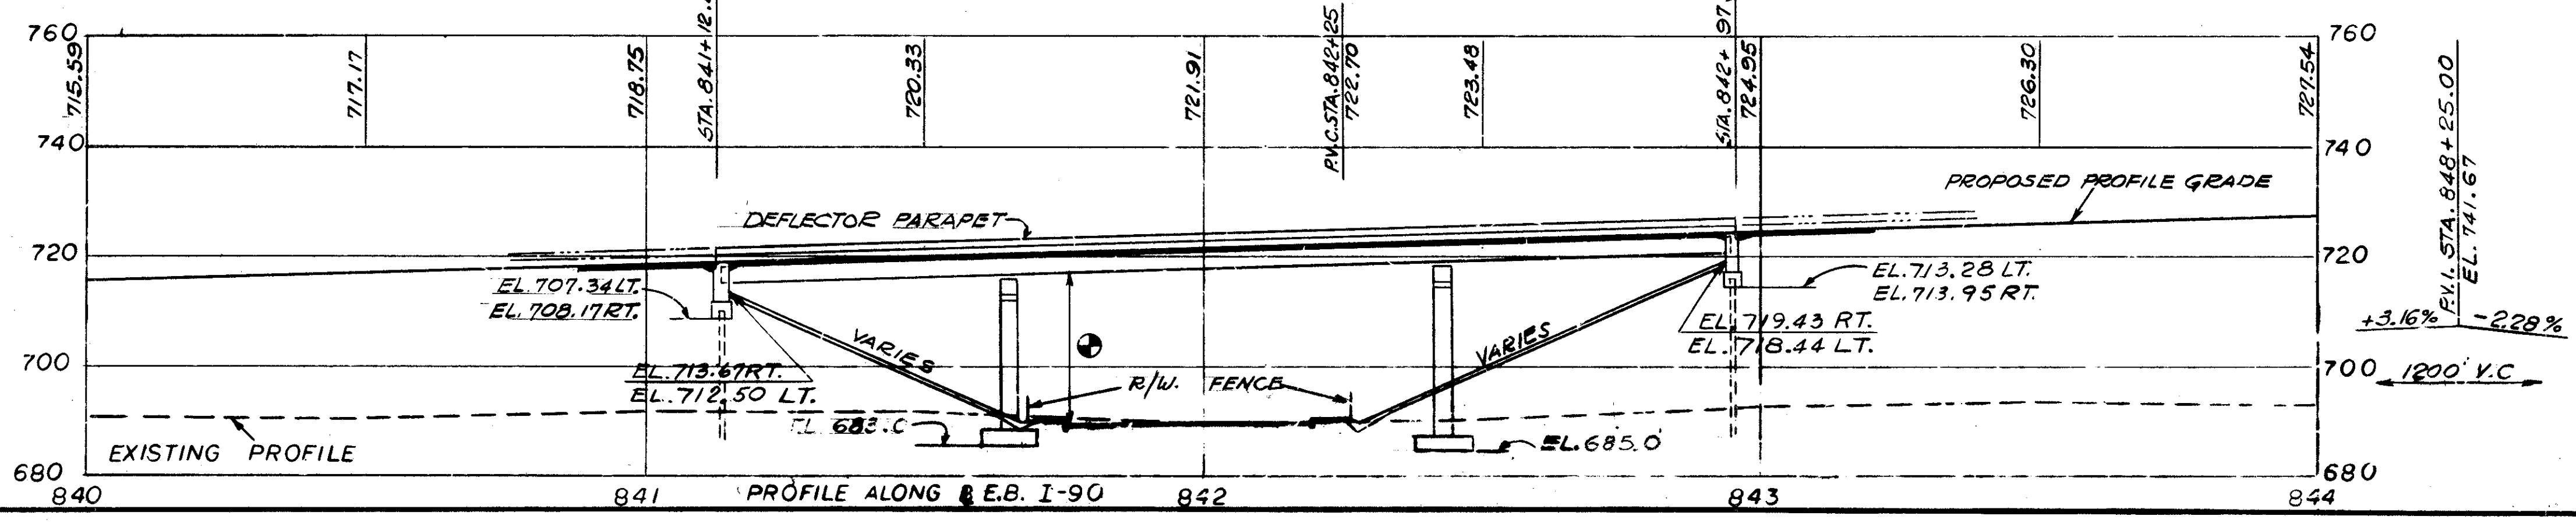 760
715.59
717.17
718.75
STA. 841+12.
720.33
721.91
P.V.C. STA. 842+25
722.70
723.48
STA. 842+97
724.95
726.30
727.54
760
740
740
P.V.I. STA. 848+25.00
EL. 741.67
PROPOSED PROFILE GRADE
DEFLECTOR PARAPET
720
720
EL. 707.34 LT.
EL. 708.17 RT.
EL. 713.28 LT.
EL. 713.95 RT.
+3.16%
-2.28%
EL. 719.43 RT.
EL. 718.44 LT.
VARIES
VARIES
700
700
1200' V.C
EL. 713.67 RT.
EL. 712.50 LT.
R/W. FENCE
EL. 685.0
EXISTING PROFILE
680
680
840
841
PROFILE ALONG E.B. I-90
842
843
844